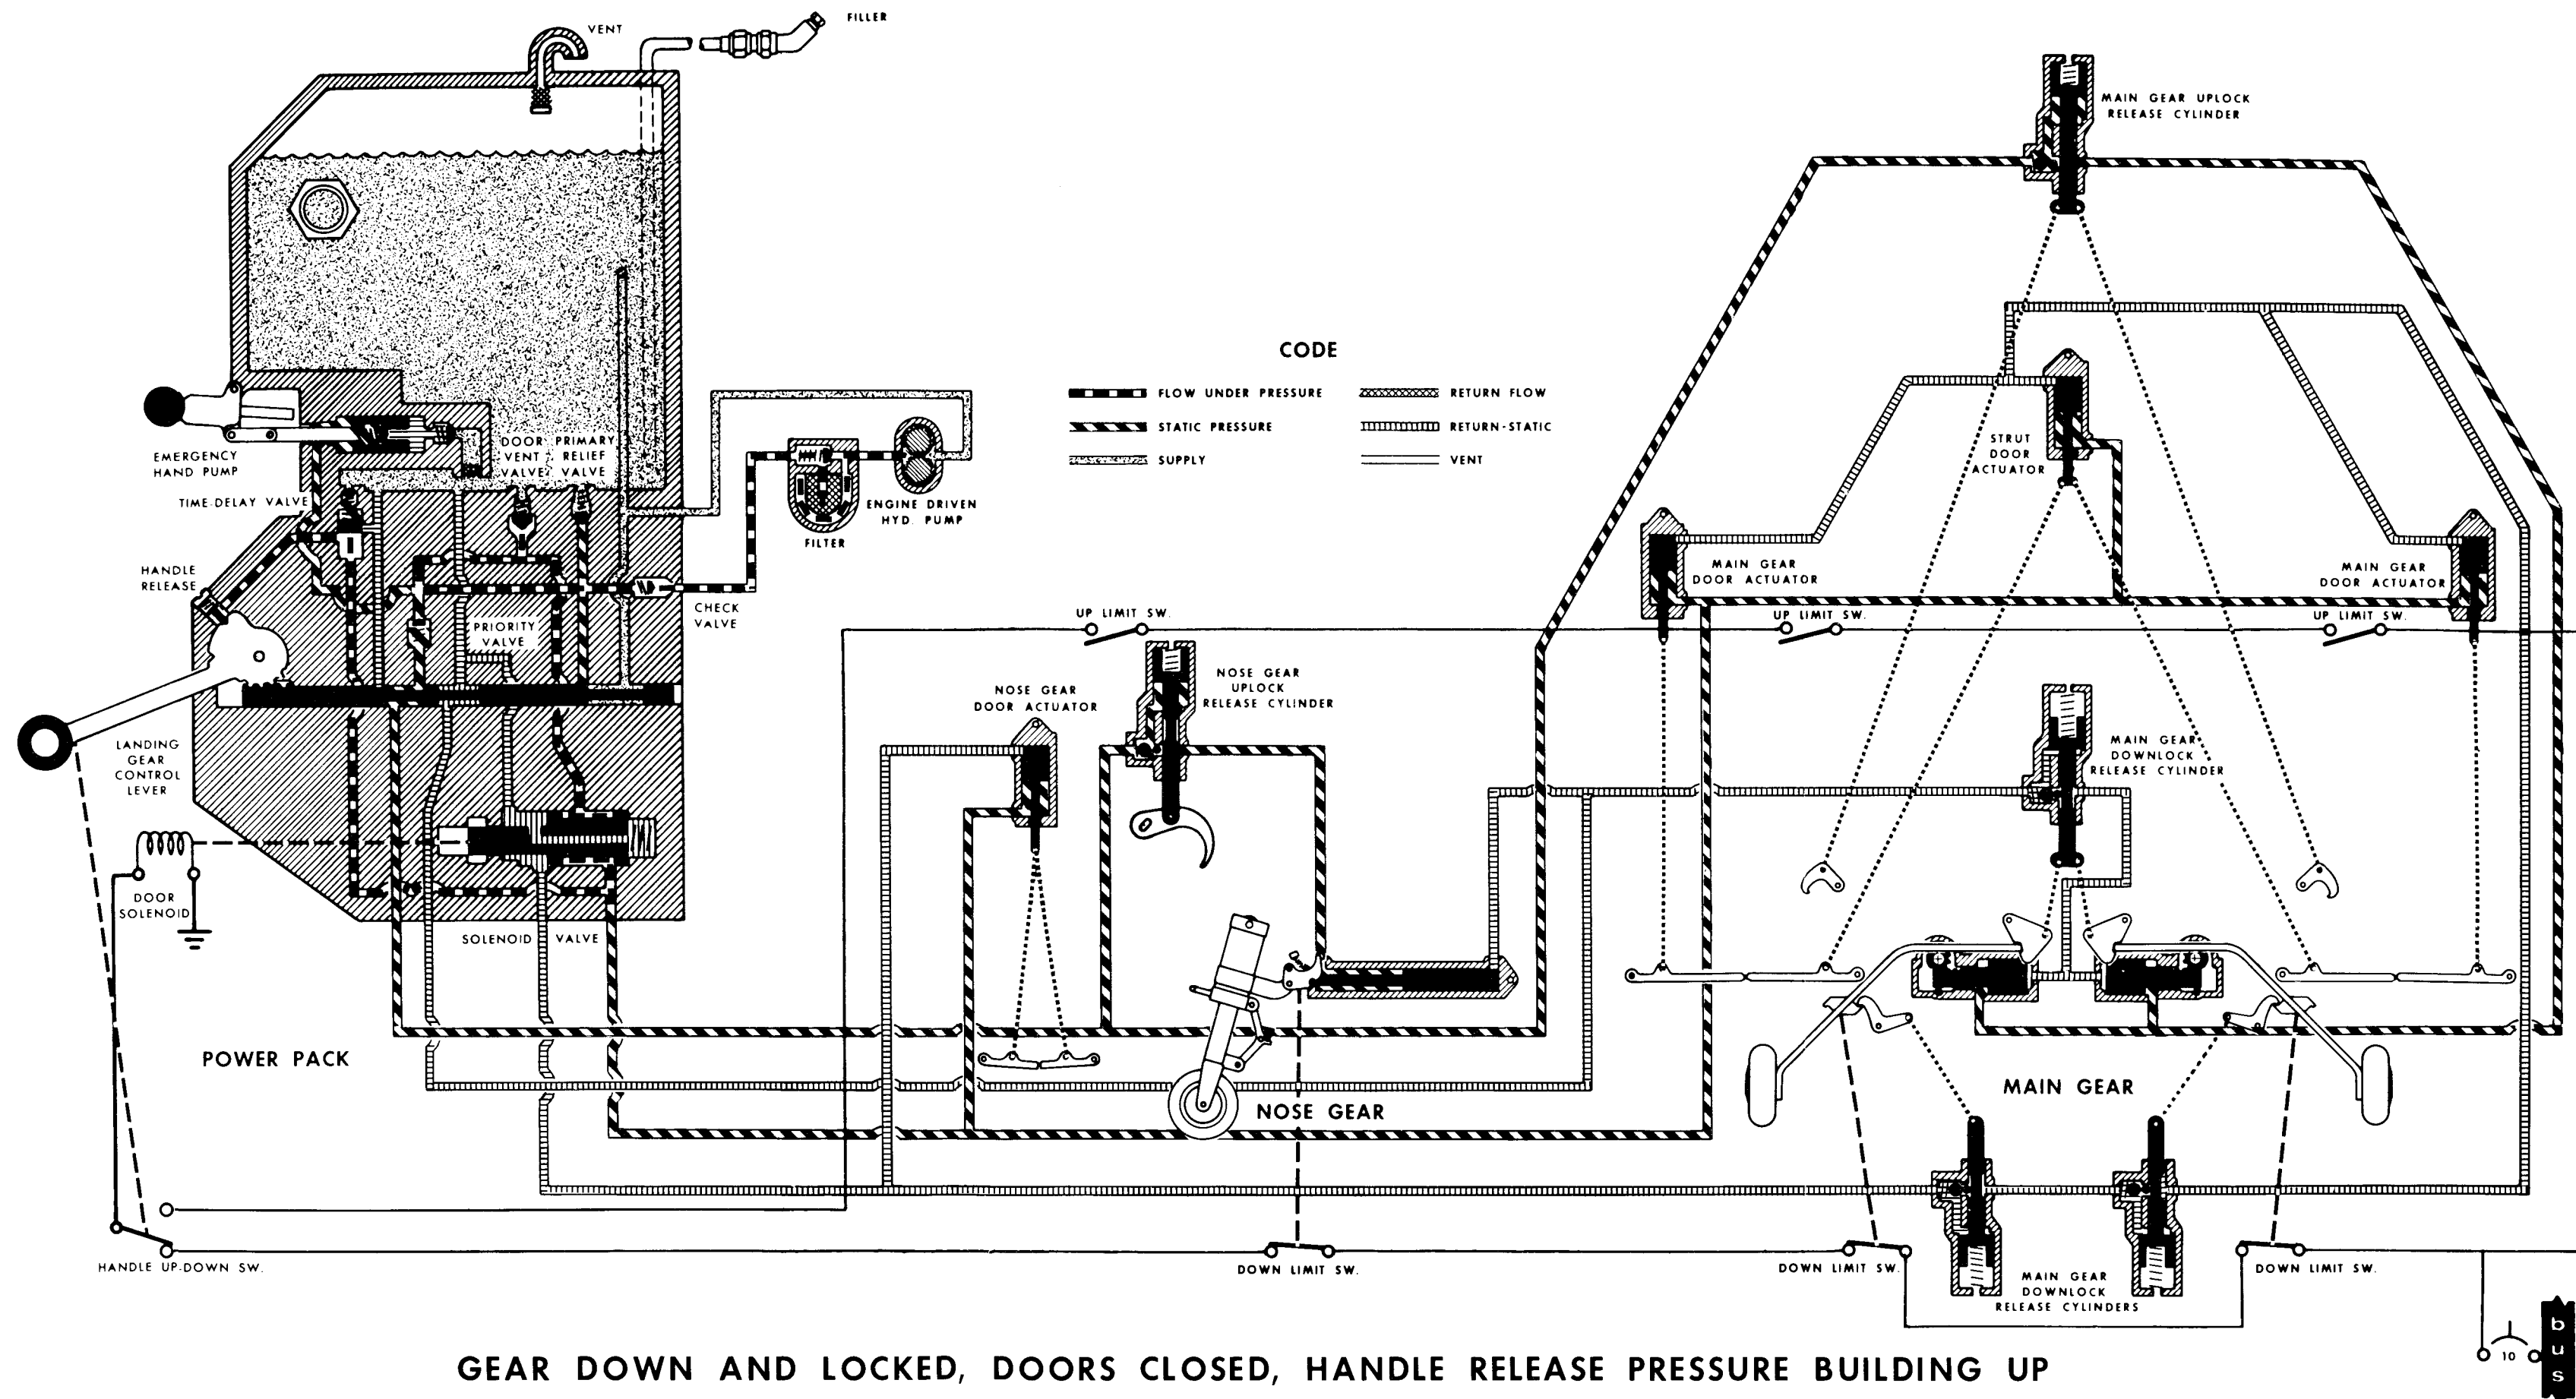 VENT
FILLER
MAIN GEAR UPLOCK
RELEASE CYLINDER
CODE
FLOW UNDER PRESSURE
RETURN FLOW
STATIC PRESSURE
RETURN-STATIC
SUPPLY
VENT
EMERGENCY
HAND PUMP
DOOR
VENT
VALVE
PRIMARY
RELIEF
VALVE
TIME-DELAY VALVE
ENGINE DRIVEN
HYD. PUMP
FILTER
STRUT
DOOR
ACTUATOR
HANDLE
RELEASE
PRIORITY
VALVE
CHECK
VALVE
MAIN GEAR
DOOR ACTUATOR
MAIN GEAR
DOOR ACTUATOR
UP LIMIT SW.
UP LIMIT SW.
UP LIMIT SW.
NOSE GEAR
DOOR ACTUATOR
NOSE GEAR
UPLOCK
RELEASE CYLINDER
LANDING
GEAR
CONTROL
LEVER
MAIN GEAR
DOWNLOCK
RELEASE CYLINDER
DOOR
SOLENOID
SOLENOID VALVE
POWER PACK
NOSE GEAR
MAIN GEAR
HANDLE UP-DOWN SW.
DOWN LIMIT SW.
DOWN LIMIT SW.
DOWN LIMIT SW.
MAIN GEAR
DOWNLOCK
RELEASE CYLINDERS
10
bus
GEAR DOWN AND LOCKED, DOORS CLOSED, HANDLE RELEASE PRESSURE BUILDING UP